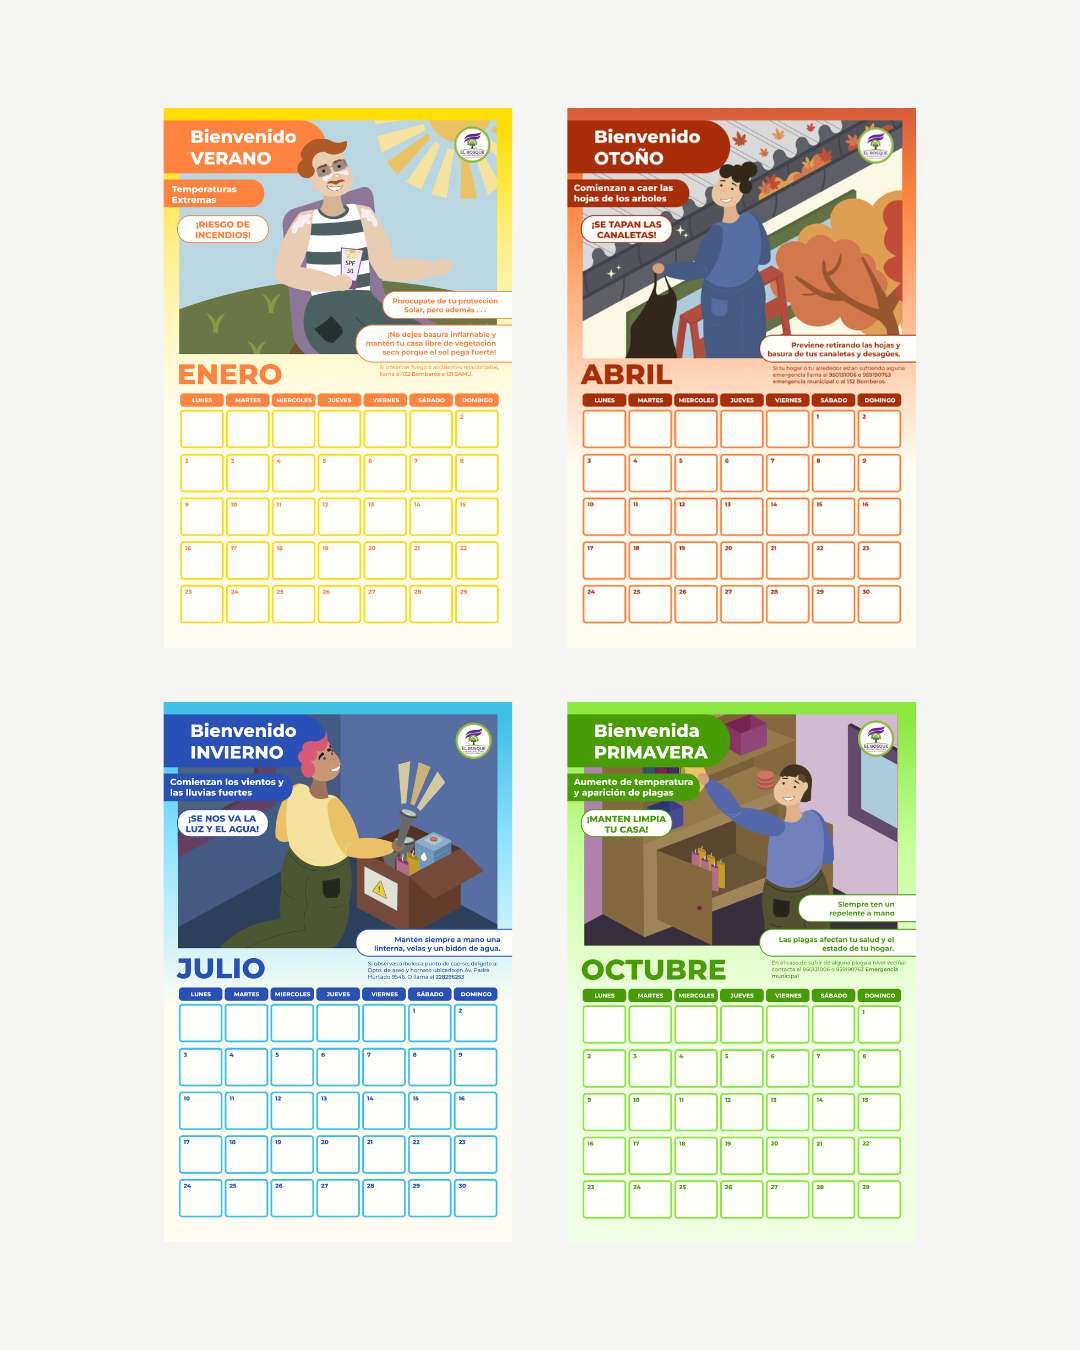 Bienvenido
VERANO
EL BOSQUE
Temperaturas
Extremas
¡RIESGO DE
INCENDIOS!
SPF
50
Preocupate de tu protección
Solar, pero además . . .
¡No dejes basura inflamable y
mantén tu casa libre de vegetación
seca porque el sol pega fuerte!
Si observar fuego o accidentes relacionados,
llama al 132 Bomberos o 131 SAMU.
ENERO
LUNES MARTES MIERCOLES JUEVES VIERNES SÁBADO DOMINGO
2
2 3 4 5 6 7 8
9 10 11 12 13 14 15
16 17 18 19 20 21 22
23 24 25 26 27 28 29
Bienvenido
OTOÑO
EL BOSQUE
Comienzan a caer las
hojas de los arboles
¡SE TAPAN LAS
CANALETAS!
Previene retirando las hojas y
basura de tus canaletas y desagües.
Si tu hogar o tu alrededor estan sufriendo alguna
emergencia llama al 950131006 o 959190763
emergencia municipal o al 132 Bomberos.
ABRIL
LUNES MARTES MIERCOLES JUEVES VIERNES SÁBADO DOMINGO
1 2
3 4 5 6 7 8 9
10 11 12 13 14 15 16
17 18 19 20 21 22 23
24 25 26 27 28 29 30
Bienvenido
INVIERNO
EL BOSQUE
Comienzan los vientos y
las lluvias fuertes
¡SE NOS VA LA
LUZ Y EL AGUA!
Mantén siempre a mano una
linterna, velas y un bidón de agua.
Si observas árboles a punto de caerse, dirígete a:
Dpto. de aseo y hornato ubicado en Av. Padre
Hurtado 9546. O llama al 228296293
JULIO
LUNES MARTES MIERCOLES JUEVES VIERNES SÁBADO DOMINGO
1 2
3 4 5 6 7 8 9
10 11 12 13 14 15 16
17 18 19 20 21 22 23
24 25 26 27 28 29 30
Bienvenida
PRIMAVERA
EL BOSQUE
Aumento de temperatura
y aparición de plagas
¡MANTEN LIMPIA
TU CASA!
Siempre ten un
repelente a mano
Las plagas afectan tu salud y el
estado de tu hogar.
En el caso de sufrir de alguna plaga a nivel vecinal
contacta al 950131006 o 959190763 Emergencia
municipal
OCTUBRE
LUNES MARTES MIERCOLES JUEVES VIERNES SÁBADO DOMINGO
1
2 3 4 5 6 7 8
9 10 11 12 13 14 15
16 17 18 19 20 21 22
23 24 25 26 27 28 29